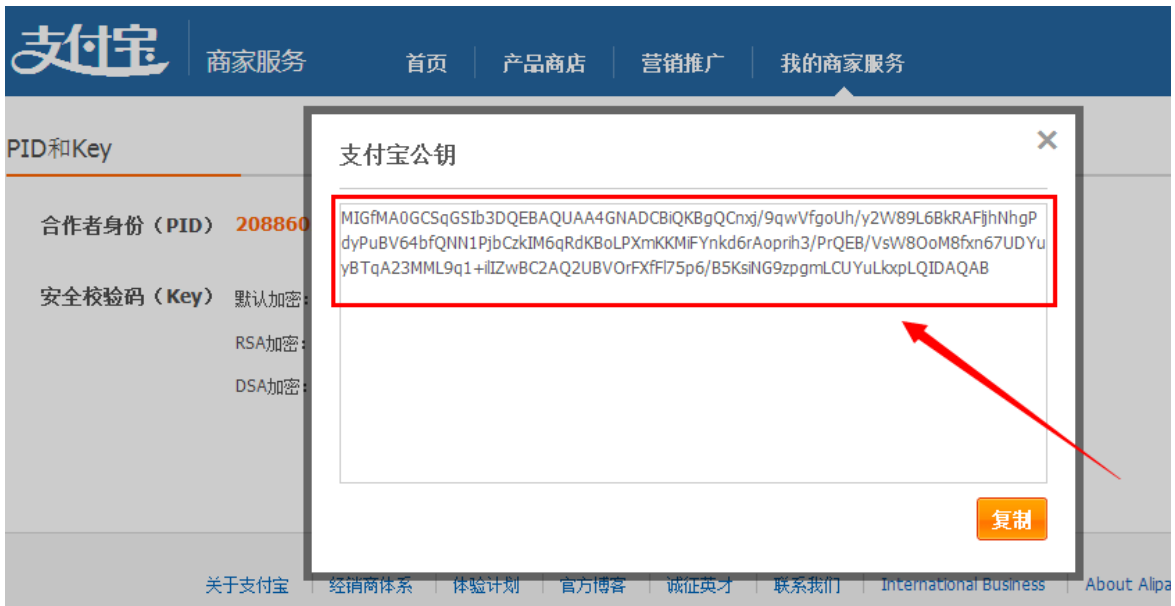 支付宝 商家服务 首页 产品商店 营销推广 我的商家服务
PID和Key
支付宝公钥
×
合作者身份（PID） 208860
MIGfMA0GCSqGSIb3DQEBAQUAA4GNADCBiQKBgQCnxj/9qwVfgoUh/y2W89L6BkRAFljhNhgP
dyPuBV64bfQNN1PjbCzkIM6qRdKBoLPXmKKMiFYnkd6rAoprih3/PrQEB/VsW8OoM8fxn67UDYu
yBTqA23MML9q1+ilIZwBC2AQ2UBVOrFXfFl75p6/B5KsiNG9zpgmLCUYuLkxpLQIDAQAB
安全校验码（Key） 默认加密：
RSA加密：
DSA加密：
复制
关于支付宝 经销商体系 体验计划 官方博客 诚征英才 联系我们 International Business About Alipa